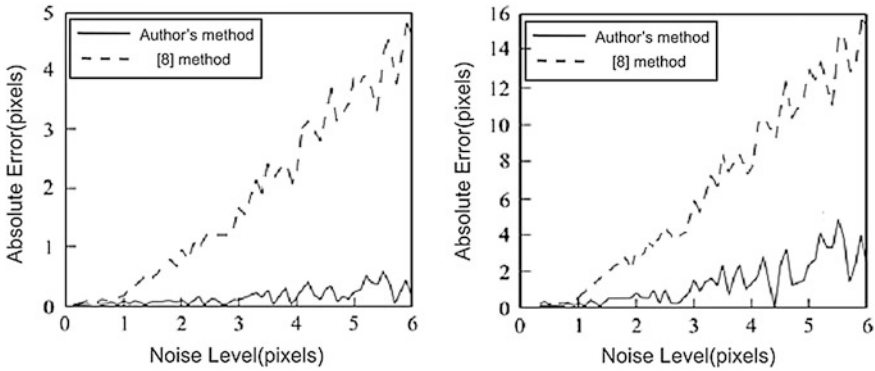 5
4
3
2
1
0
0 1 2 3 4 5 6
Author's method
[8] method
Absolute Error(pixels)
Noise Level(pixels)
16
14
12
10
8
6
4
2
0
0 1 2 3 4 5 6
Author's method
[8] method
Absolute Error(pixels)
Noise Level(pixels)